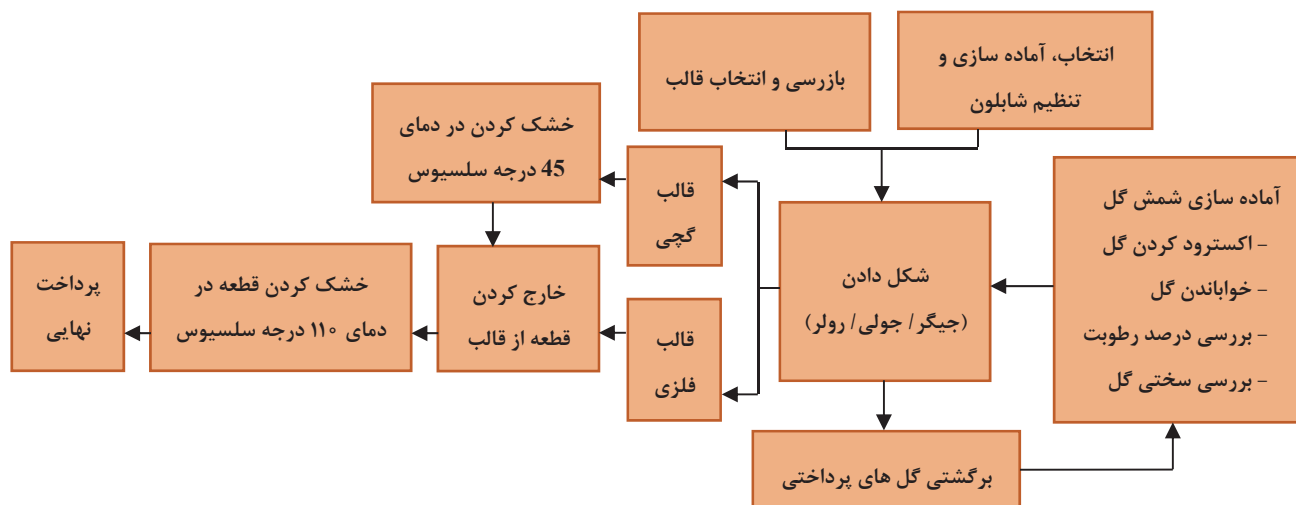 انتخاب، آماده سازی و
تنظیم شابلون
بازرسی و انتخاب قالب
آماده سازی شمش گل
- اکسترود کردن گل
- خواباندن گل
- بررسی درصد رطوبت
- بررسی سختی گل
شکل دادن
(جیگر/ جولی/ رولر)
برگشتی گل های پرداختی
قالب
گچی
قالب
فلزی
خشک کردن در دمای
45 درجه سلسیوس
خارج کردن
قطعه از قالب
خشک کردن قطعه در
دمای ۱۱۰ درجه سلسیوس
پرداخت
نهایی